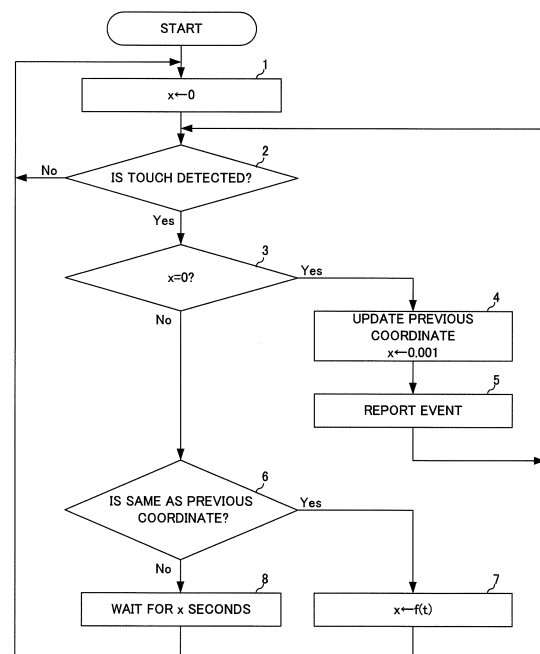 START
1
x←0
2
No
IS TOUCH DETECTED?
Yes
3
x=0?
Yes
No
4
UPDATE PREVIOUS
COORDINATE
x←0.001
5
REPORT EVENT
6
IS SAME AS PREVIOUS
COORDINATE?
Yes
No
8
WAIT FOR x SECONDS
7
x←f(t)